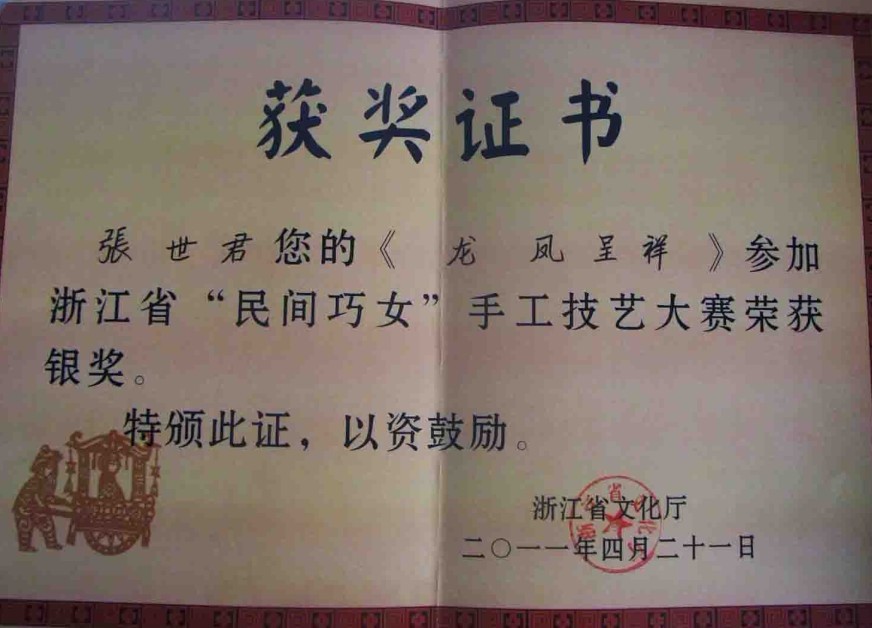 获奖证书
張世君您的《龙凤呈祥》参加
浙江省“民间巧女”手工技艺大赛荣获
银奖。
特颁此证，以资鼓励。
浙江省文化厅
二〇一一年四月二十一日